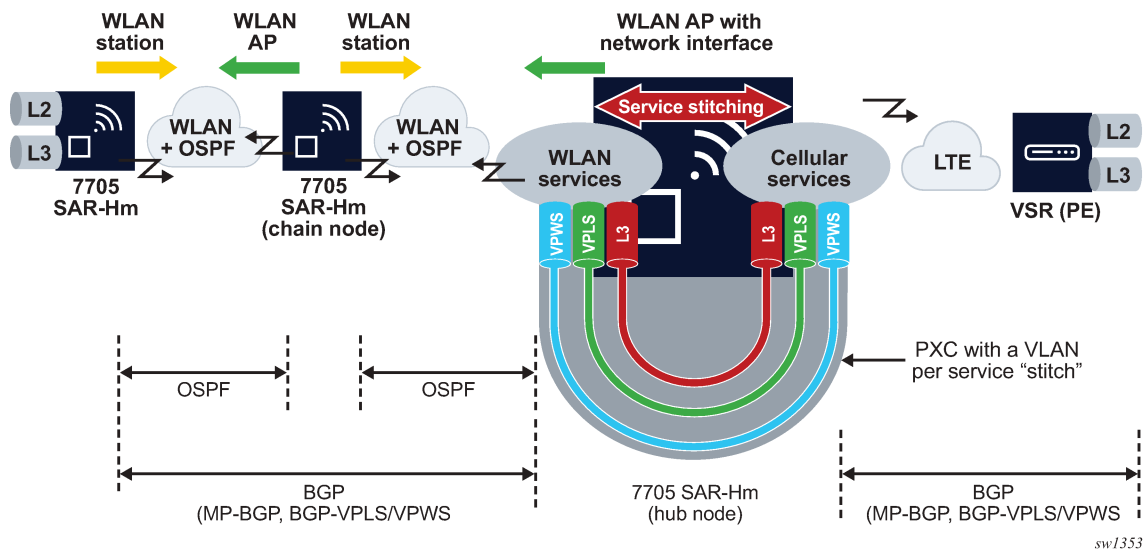 WLAN
station
WLAN
AP
WLAN
station
WLAN AP with
network interface
Service stitching
L2
L3
WLAN
+ OSPF
WLAN
+ OSPF
WLAN
services
Cellular
services
LTE
L2
L3
7705
SAR-Hm
7705
SAR-Hm
(chain node)
VSR (PE)
VPWS
VPLS
L3
L3
VPLS
VPWS
PXC with a VLAN
per service “stitch”
OSPF
OSPF
BGP
(MP-BGP, BGP-VPLS/VPWS
7705 SAR-Hm
(hub node)
BGP
(MP-BGP, BGP-VPLS/VPWS
sw1353